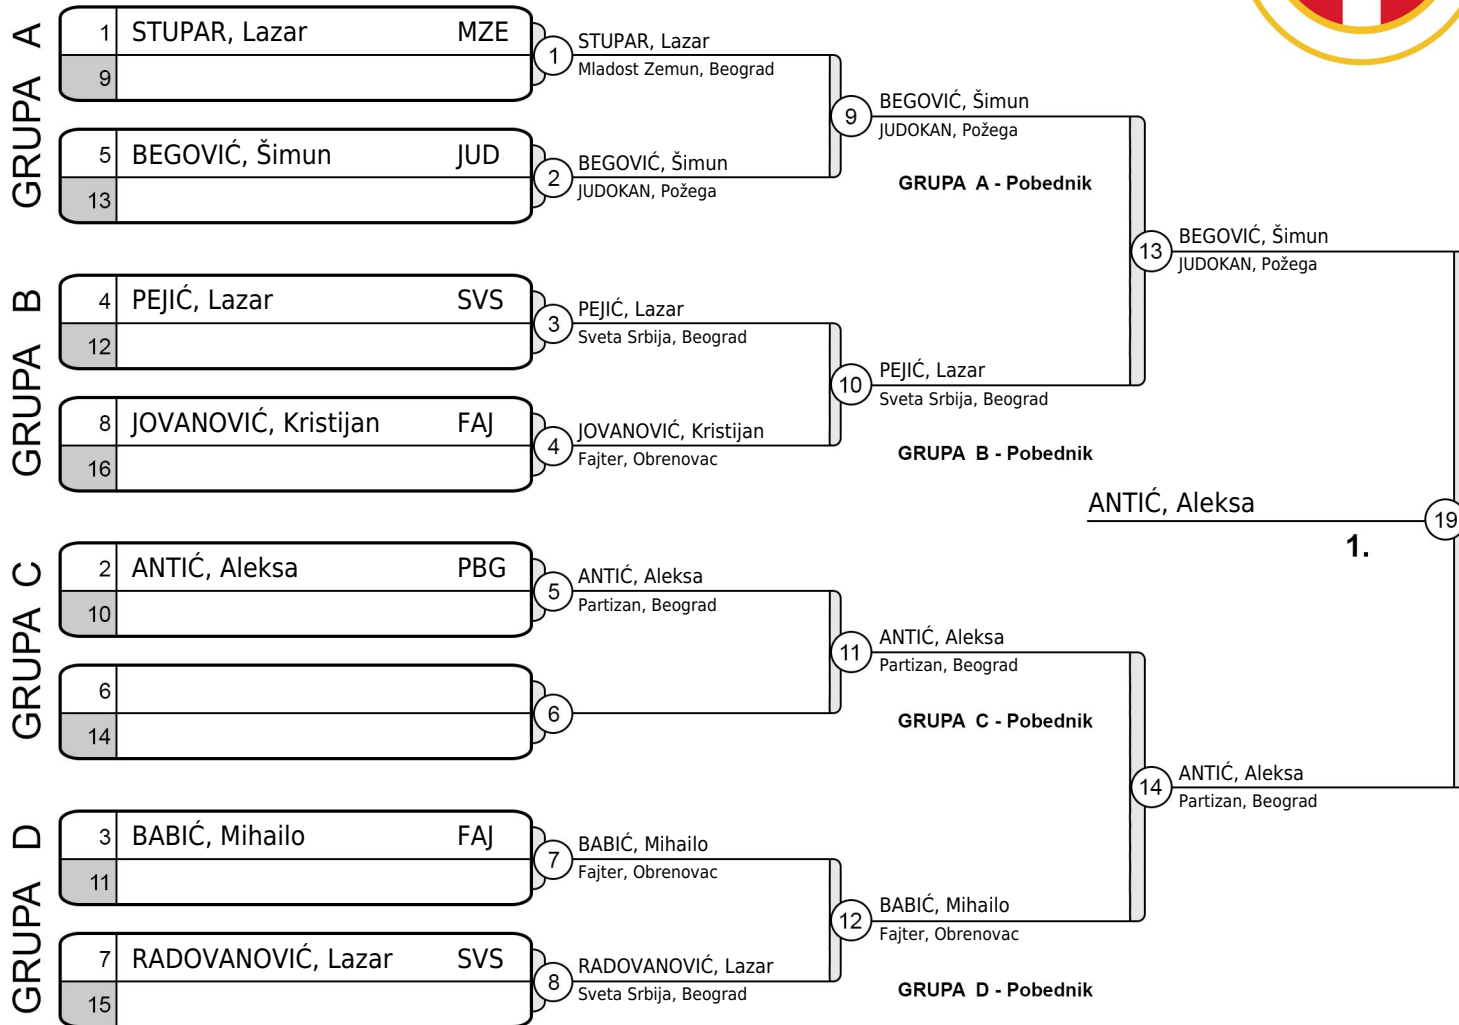 GRUPA A
1 STUPAR, Lazar MZE
9
5 BEGOVIĆ, Šimun JUD
13
1
STUPAR, Lazar
Mladost Zemun, Beograd
2
BEGOVIĆ, Šimun
JUDOKAN, Požega
9
BEGOVIĆ, Šimun
JUDOKAN, Požega
GRUPA A - Pobednik
GRUPA B
4 PEJIĆ, Lazar SVS
12
8 JOVANOVIĆ, Kristijan FAJ
16
3
PEJIĆ, Lazar
Sveta Srbija, Beograd
4
JOVANOVIĆ, Kristijan
Fajter, Obrenovac
10
PEJIĆ, Lazar
Sveta Srbija, Beograd
GRUPA B - Pobednik
13
BEGOVIĆ, Šimun
JUDOKAN, Požega
ANTIĆ, Aleksa
19
1.
GRUPA C
2 ANTIĆ, Aleksa PBG
10
6
14
5
ANTIĆ, Aleksa
Partizan, Beograd
6
11
ANTIĆ, Aleksa
Partizan, Beograd
GRUPA C - Pobednik
14
ANTIĆ, Aleksa
Partizan, Beograd
GRUPA D
3 BABIĆ, Mihailo FAJ
11
7 RADOVANOVIĆ, Lazar SVS
15
7
BABIĆ, Mihailo
Fajter, Obrenovac
8
RADOVANOVIĆ, Lazar
Sveta Srbija, Beograd
12
BABIĆ, Mihailo
Fajter, Obrenovac
GRUPA D - Pobednik